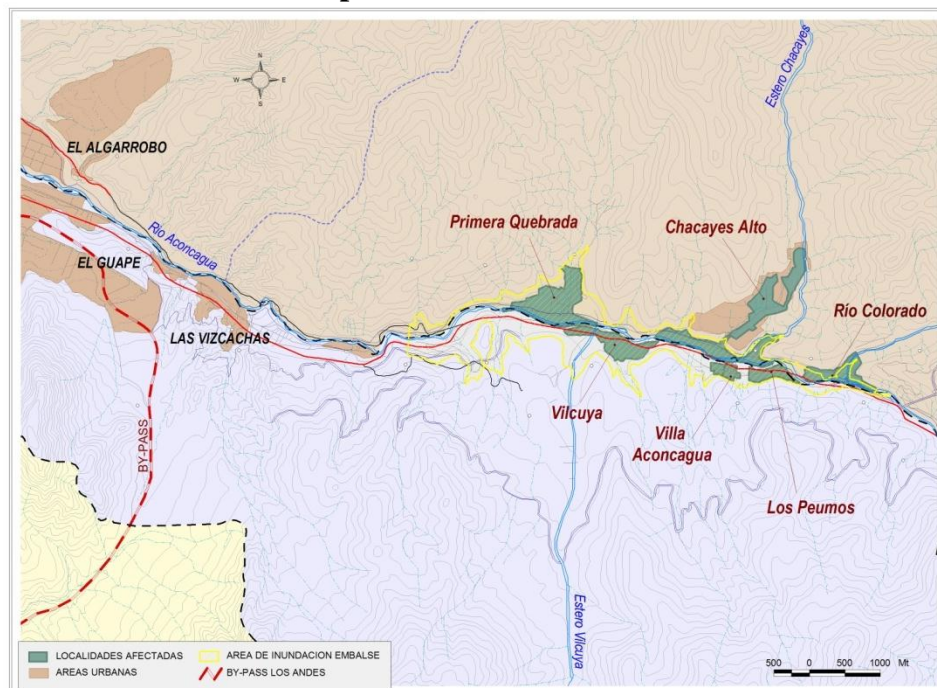 N
W E
S
EL ALGARROBO
Estero Chacayes
Primera Quebrada
Chacayes Alto
Río Aconcagua
EL GUAPE
Río Colorado
LAS VIZCACHAS
Vilcuya
Villa
Aconcagua
BY-PASS
Los Peumos
Estero Vilcuya
LOCALIDADES AFECTADAS
AREA DE INUNDACION EMBALSE
AREAS URBANAS
BY-PASS LOS ANDES
500 0 500 1000 Mt